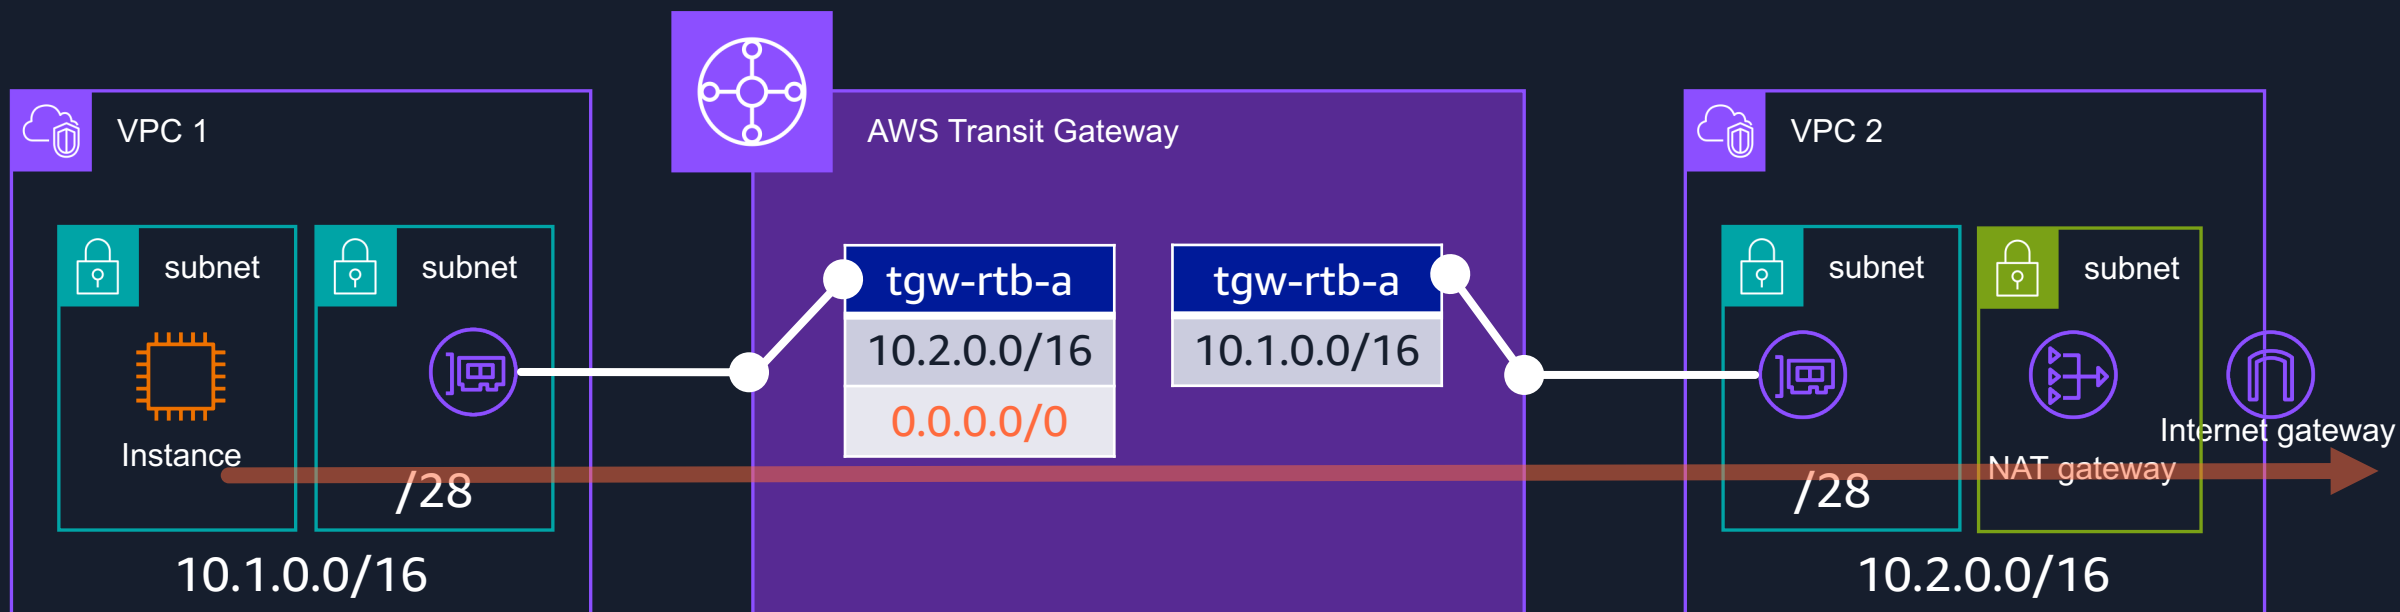 VPC 1
subnet
subnet
Instance
/28
10.1.0.0/16
AWS Transit Gateway
tgw-rtb-a
10.2.0.0/16
0.0.0.0/0
tgw-rtb-a
10.1.0.0/16
VPC 2
subnet
subnet
Internet gateway
NAT gateway
/28
10.2.0.0/16